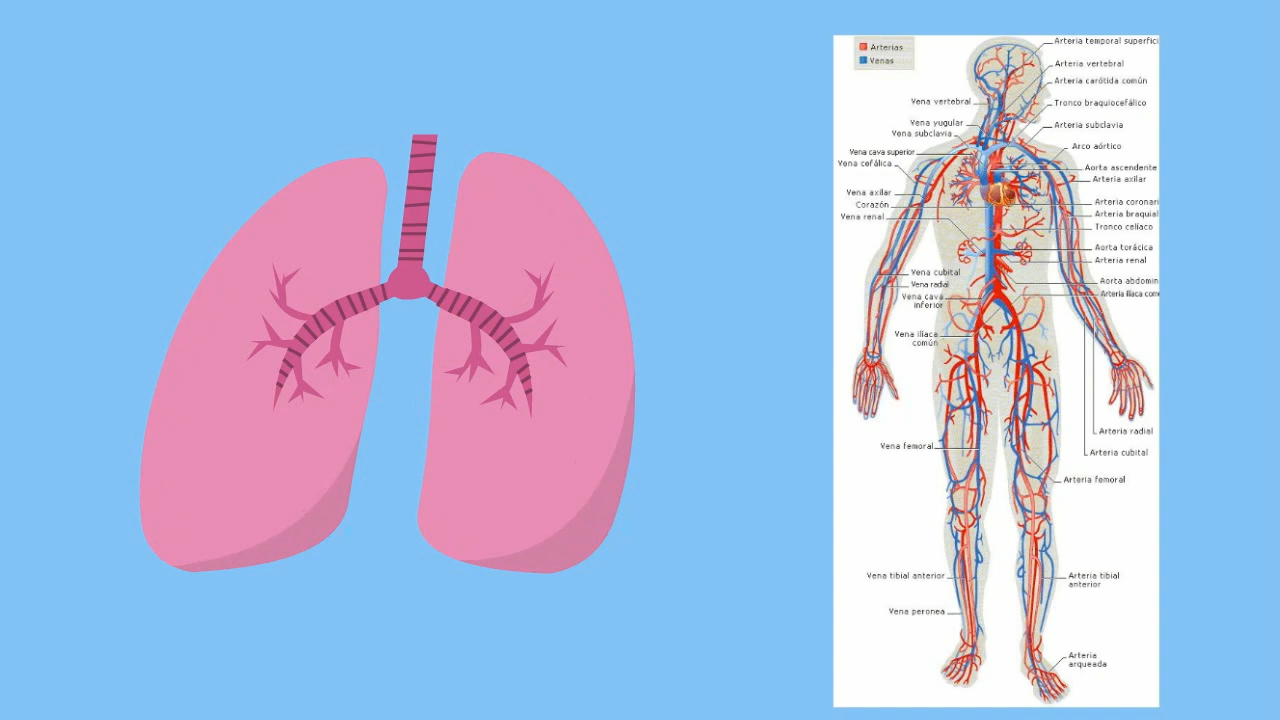 Arterias
Venas
Arteria temporal superfici
Arteria vertebral
Arteria carótida común
Vena vertebral
Tronco braquiocefálico
Vena yugular
Arteria subclavia
Vena subclavia
Arco aórtico
Vena cava superior
Vena cefálica
Aorta ascendente
Arteria axilar
Vena axilar
Arteria coronari
Corazón
Arteria braquial
Vena renal
Tronco celíaco
Aorta torácica
Arteria renal
Vena cubital
Aorta abdomin
Vena radial
Arteria ilíaca com
Vena cava
inferior
Vena ilíaca
común
Arteria radial
Vena femoral
Arteria cubital
Arteria femoral
Vena tibial anterior
Arteria tibial
anterior
Vena peronea
Arteria
arqueada